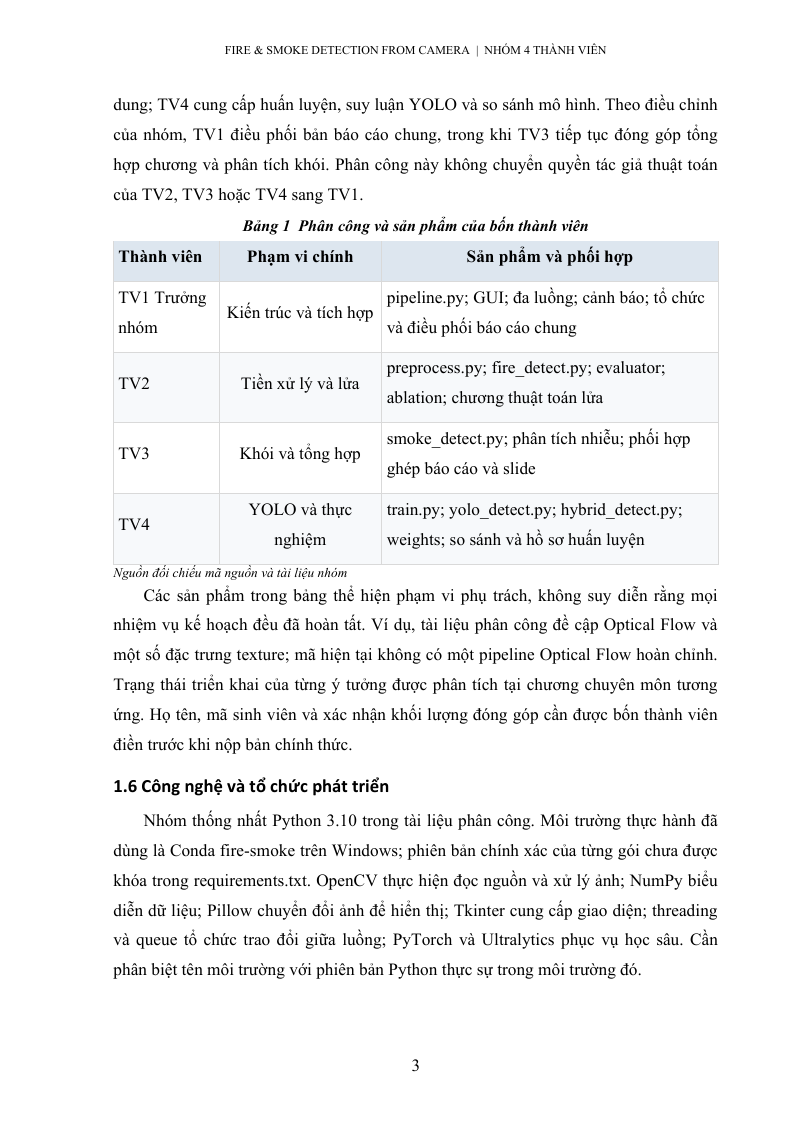 FIRE & SMOKE DETECTION FROM CAMERA | NHÓM 4 THÀNH VIÊN
dung; TV4 cung cấp huấn luyện, suy luận YOLO và so sánh mô hình. Theo điều chỉnh
của nhóm, TV1 điều phối bản báo cáo chung, trong khi TV3 tiếp tục đóng góp tổng
hợp chương và phân tích khói. Phân công này không chuyển quyền tác giả thuật toán
của TV2, TV3 hoặc TV4 sang TV1.
Bảng 1 Phân công và sản phẩm của bốn thành viên
Thành viên
Phạm vi chính
Sản phẩm và phối hợp
TV1 Trưởng
nhóm
Kiến trúc và tích hợp
pipeline.py; GUI; đa luồng; cảnh báo; tổ chức
và điều phối báo cáo chung
TV2
Tiền xử lý và lửa
preprocess.py; fire_detect.py; evaluator;
ablation; chương thuật toán lửa
TV3
Khói và tổng hợp
smoke_detect.py; phân tích nhiễu; phối hợp
ghép báo cáo và slide
TV4
YOLO và thực
nghiệm
train.py; yolo_detect.py; hybrid_detect.py;
weights; so sánh và hồ sơ huấn luyện
Nguồn đối chiếu mã nguồn và tài liệu nhóm
Các sản phẩm trong bảng thể hiện phạm vi phụ trách, không suy diễn rằng mọi
nhiệm vụ kế hoạch đều đã hoàn tất. Ví dụ, tài liệu phân công đề cập Optical Flow và
một số đặc trưng texture; mã hiện tại không có một pipeline Optical Flow hoàn chỉnh.
Trạng thái triển khai của từng ý tưởng được phân tích tại chương chuyên môn tương
ứng. Họ tên, mã sinh viên và xác nhận khối lượng đóng góp cần được bốn thành viên
điền trước khi nộp bản chính thức.
1.6 Công nghệ và tổ chức phát triển
Nhóm thống nhất Python 3.10 trong tài liệu phân công. Môi trường thực hành đã
dùng là Conda fire-smoke trên Windows; phiên bản chính xác của từng gói chưa được
khóa trong requirements.txt. OpenCV thực hiện đọc nguồn và xử lý ảnh; NumPy biểu
diễn dữ liệu; Pillow chuyển đổi ảnh để hiển thị; Tkinter cung cấp giao diện; threading
và queue tổ chức trao đổi giữa luồng; PyTorch và Ultralytics phục vụ học sâu. Cần
phân biệt tên môi trường với phiên bản Python thực sự trong môi trường đó.
3